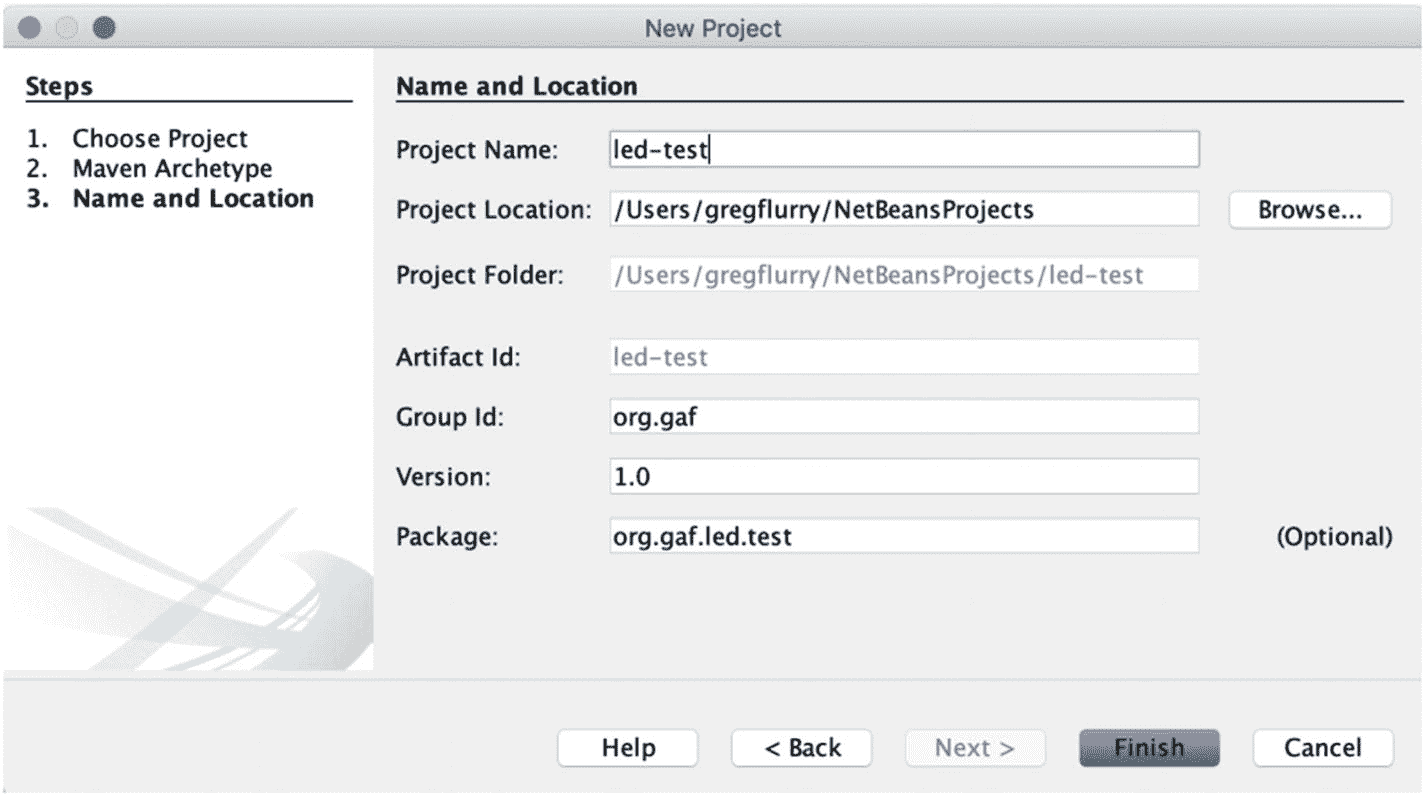 New Project
Steps
1. Choose Project
2. Maven Archetype
3. Name and Location
Name and Location
Project Name: led-test
Project Location: /Users/gregflurry/NetBeansProjects Browse...
Project Folder: /Users/gregflurry/NetBeansProjects/led-test
Artifact Id: led-test
Group Id: org.gaf
Version: 1.0
Package: org.gaf.led.test (Optional)
Help < Back Next > Finish Cancel